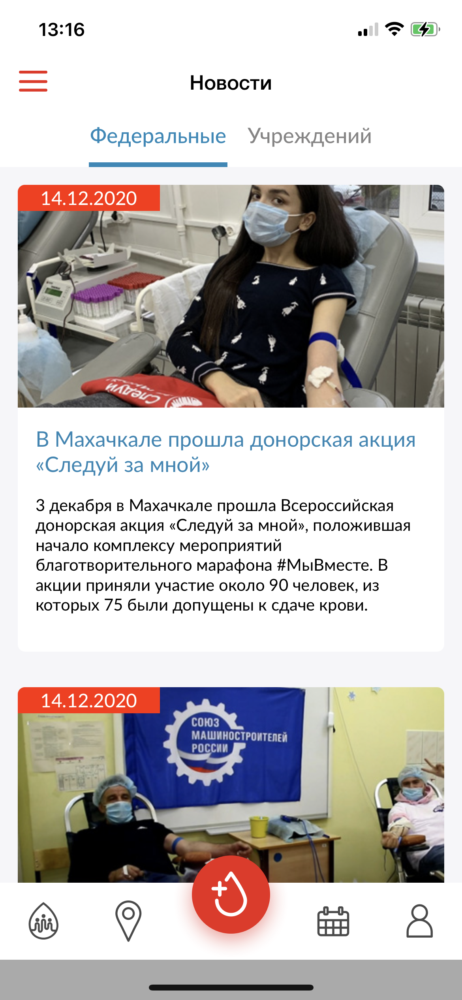 13:16
Новости
Федеральные Учреждений
14.12.2020
Следуй
В Махачкале прошла донорская акция
«Следуй за мной»
3 декабря в Махачкале прошла Всероссийская
донорская акция «Следуй за мной», положившая
начало комплексу мероприятий
благотворительного марафона #МыВместе. В
акции приняли участие около 90 человек, из
которых 75 были допущены к сдаче крови.
14.12.2020
СОЮЗ
МАШИНОСТРОИТЕЛЕЙ
РОССИИ